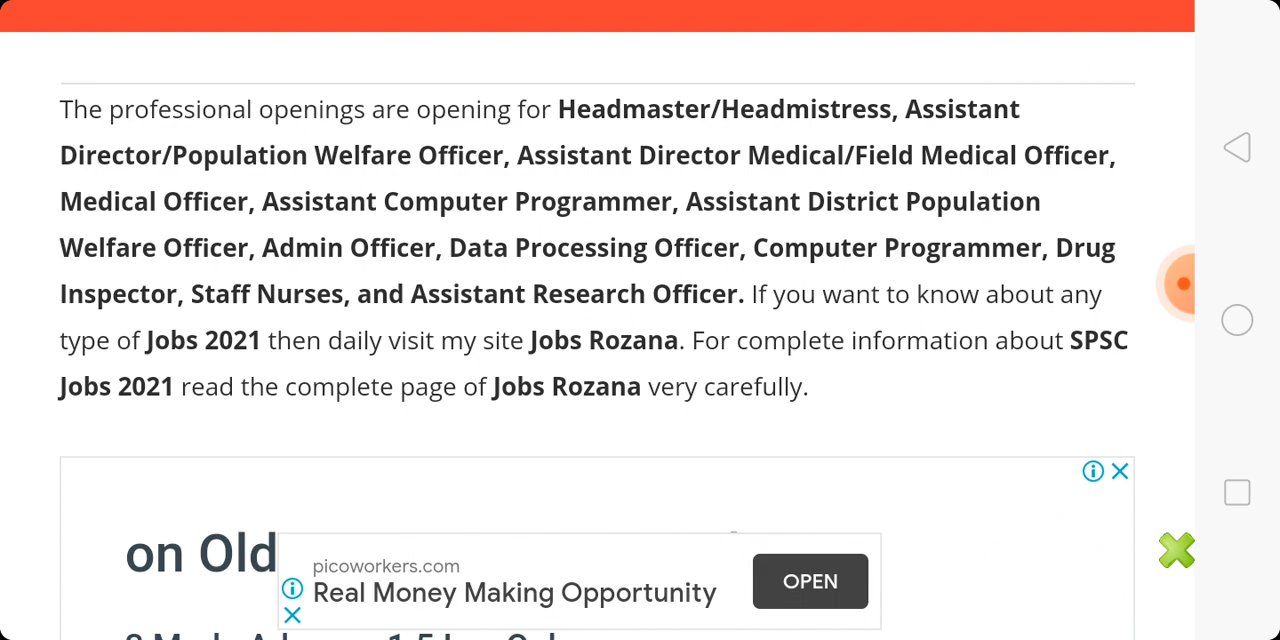 The professional openings are opening for Headmaster/Headmistress, Assistant
Director/Population Welfare Officer, Assistant Director Medical/Field Medical Officer,
Medical Officer, Assistant Computer Programmer, Assistant District Population
Welfare Officer, Admin Officer, Data Processing Officer, Computer Programmer, Drug
Inspector, Staff Nurses, and Assistant Research Officer. If you want to know about any
type of Jobs 2021 then daily visit my site Jobs Rozana. For complete information about SPSC
Jobs 2021 read the complete page of Jobs Rozana very carefully.
on Old
picoworkers.com
Real Money Making Opportunity
OPEN